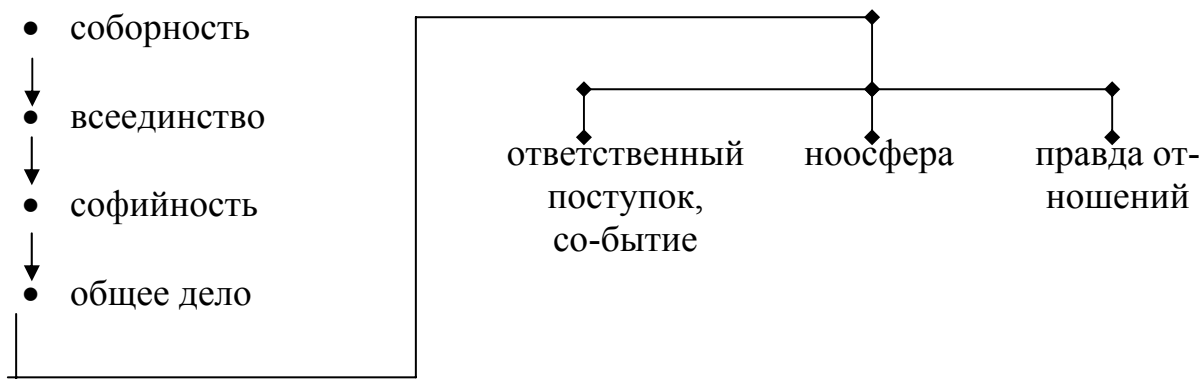 соборность
всеединство
софийность
общее дело
ответственный
поступок,
со-бытие
ноосфера
правда от-
ношений